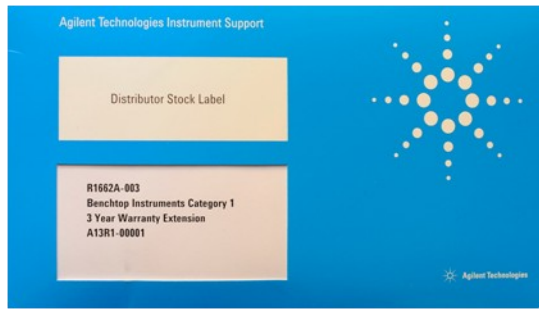 Agilent Technologies Instrument Support
Distributor Stock Label
R1662A-003
Benchtop Instruments Category 1
3 Year Warranty Extension
A13R1-00001
Agilent Technologies